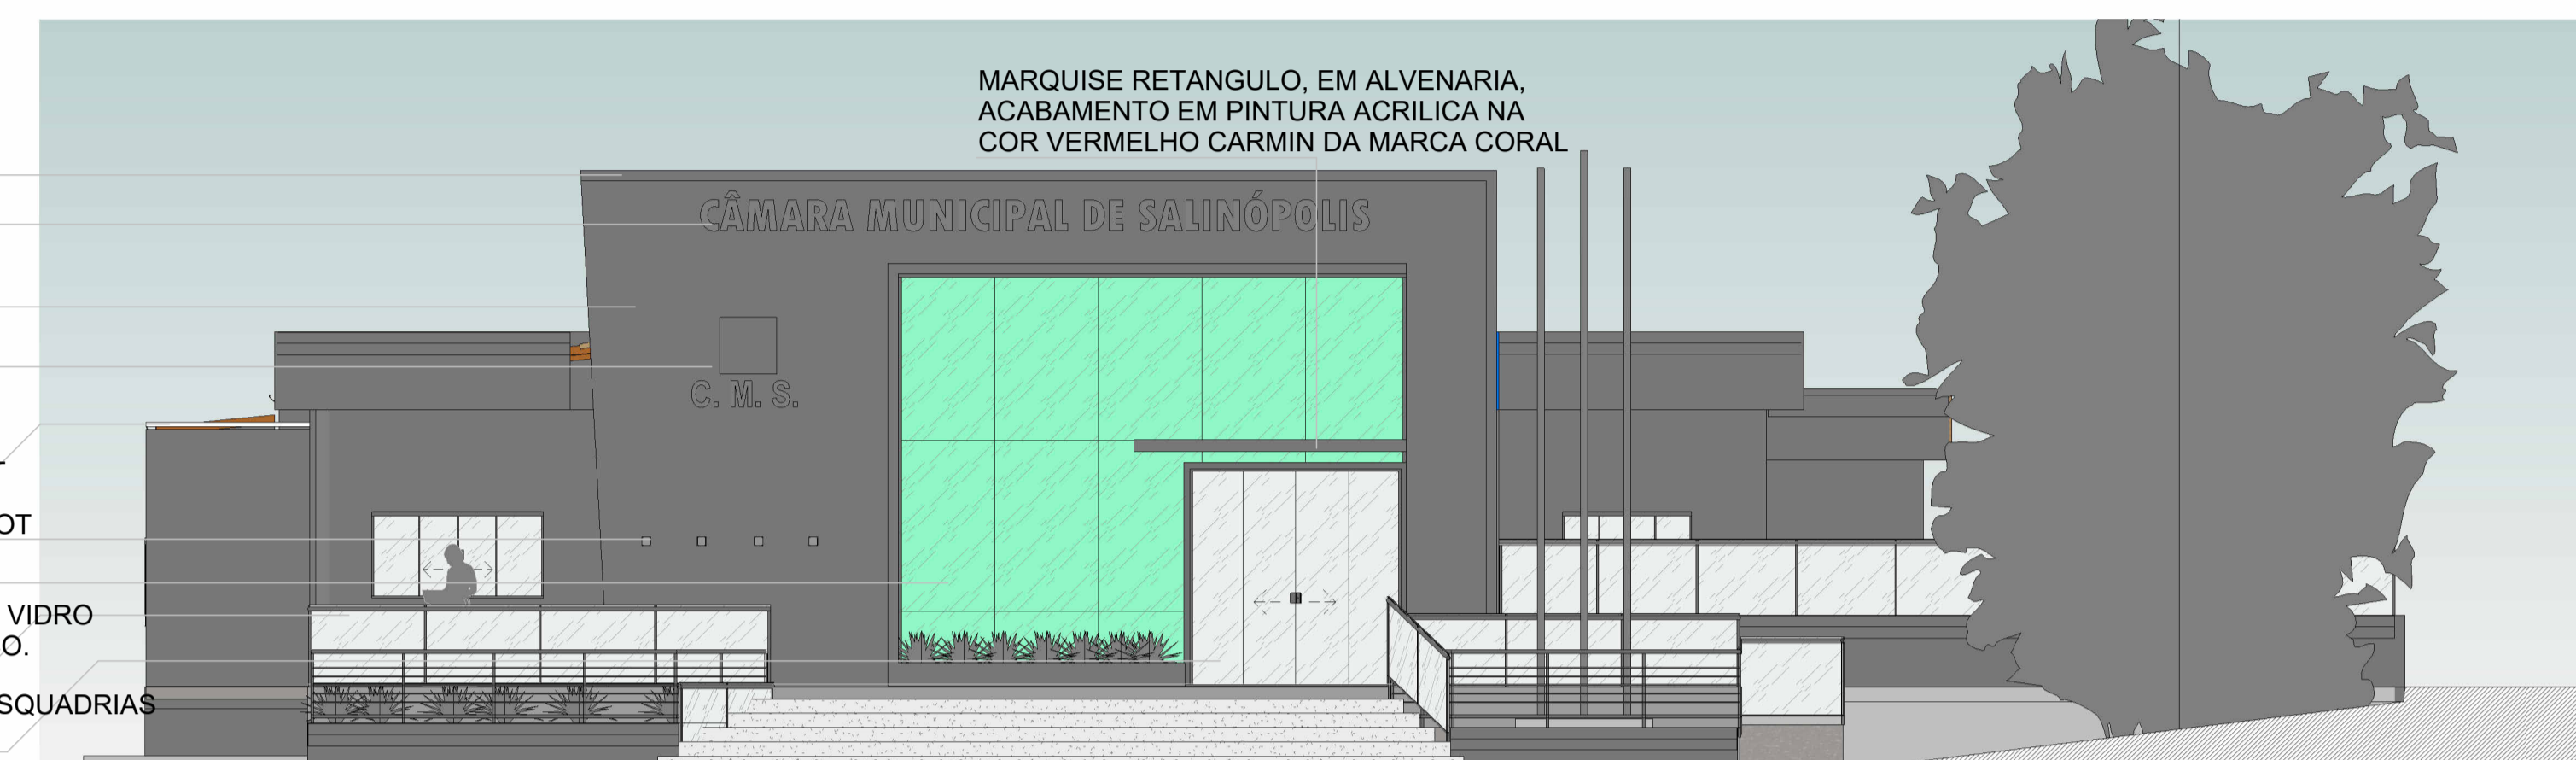 MARQUISE RETANGULO, EM ALVENARIA,
ACABAMENTO EM PINTURA ACRILICA NA
COR VERMELHO CARMIN DA MARCA CORAL
CÂMARA MUNICIPAL DE SALINÓPOLIS
C. M. S.
OT
VIDRO
O.
SQUADRIAS